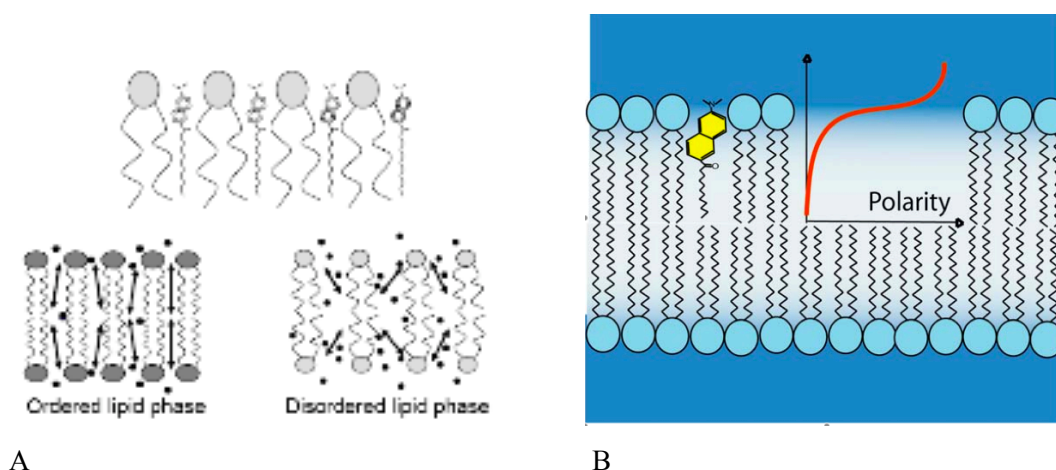 Polarity
Ordered lipid phase
Disordered lipid phase
A
B